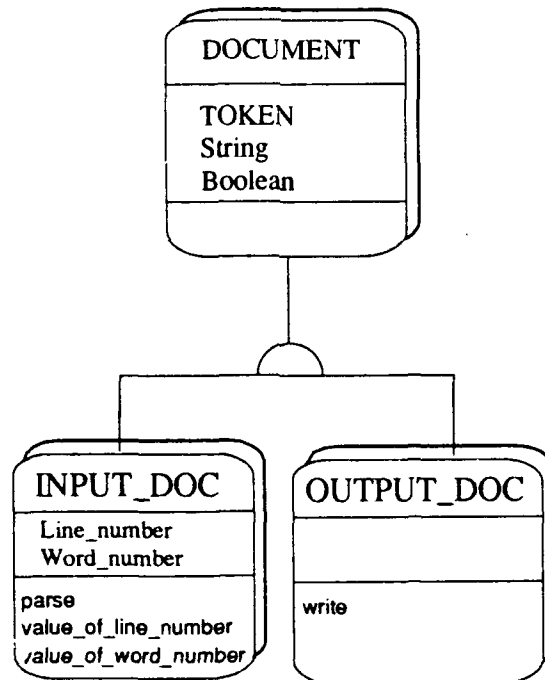 DOCUMENT
TOKEN
String
Boolean
INPUT_DOC
Line_number
Word_number
parse
value_of_line_number
value_of_word_number
OUTPUT_DOC
write